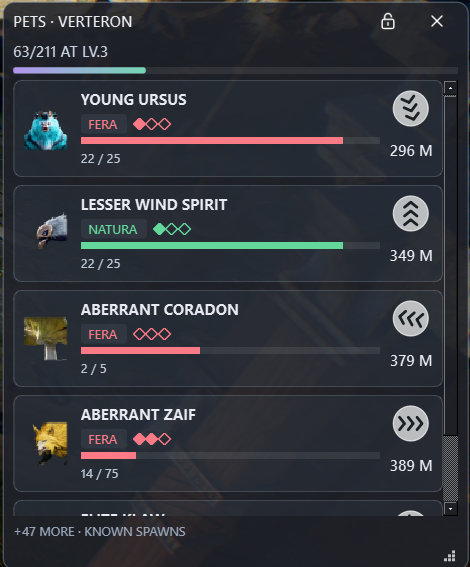 PETS · VERTERON
63/211 AT LV.3
YOUNG URSUS
FERA
22 / 25
296 M
LESSER WIND SPIRIT
NATURA
22 / 25
349 M
ABERRANT CORADON
FERA
2 / 5
379 M
ABERRANT ZAIF
FERA
14 / 75
389 M
+47 MORE · KNOWN SPAWNS